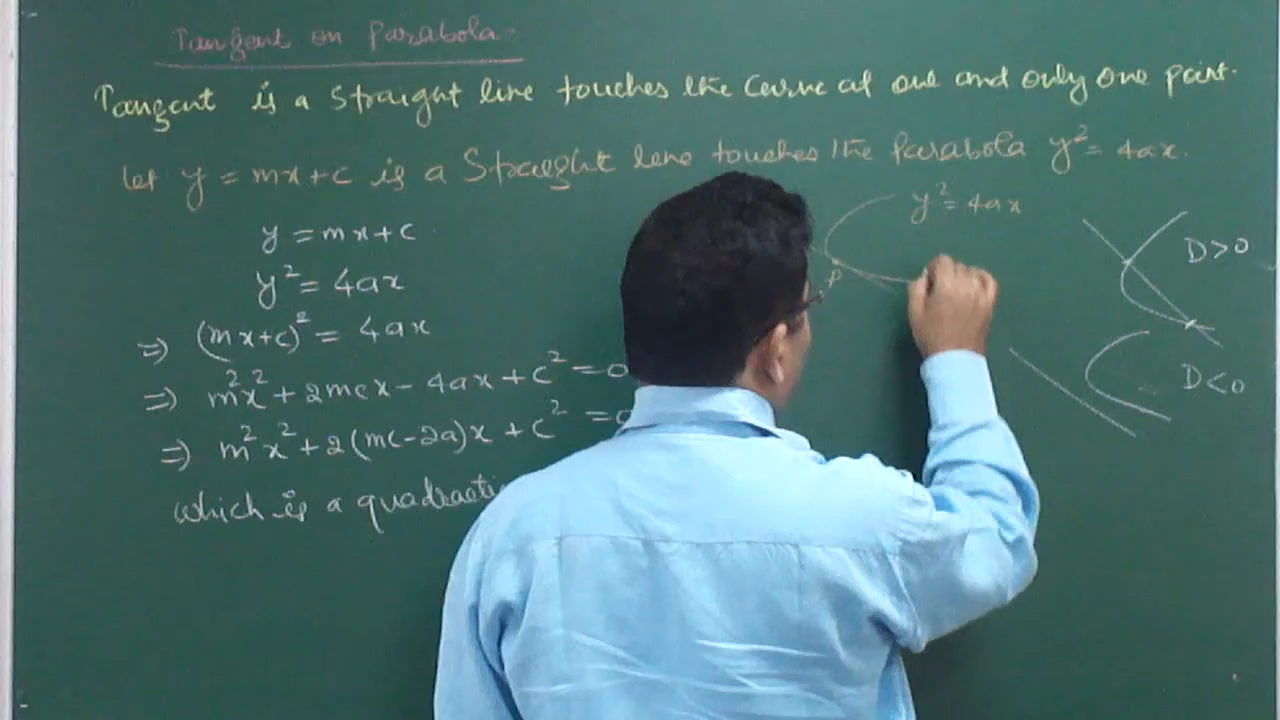 Tangent on Parabola.
Tangent is a straight line touches the curve at one and only one point.
Let y = mx+c is a Straight line touches the Parabola y² = 4ax.
y = mx+c
y² = 4ax
⇒ (mx+c)² = 4ax
⇒ m²x² + 2mcx - 4ax + c² = 0
⇒ m²x² + 2(mc-2a)x + c² = 0
which is a
y² = 4ax
P
D>0
D<0